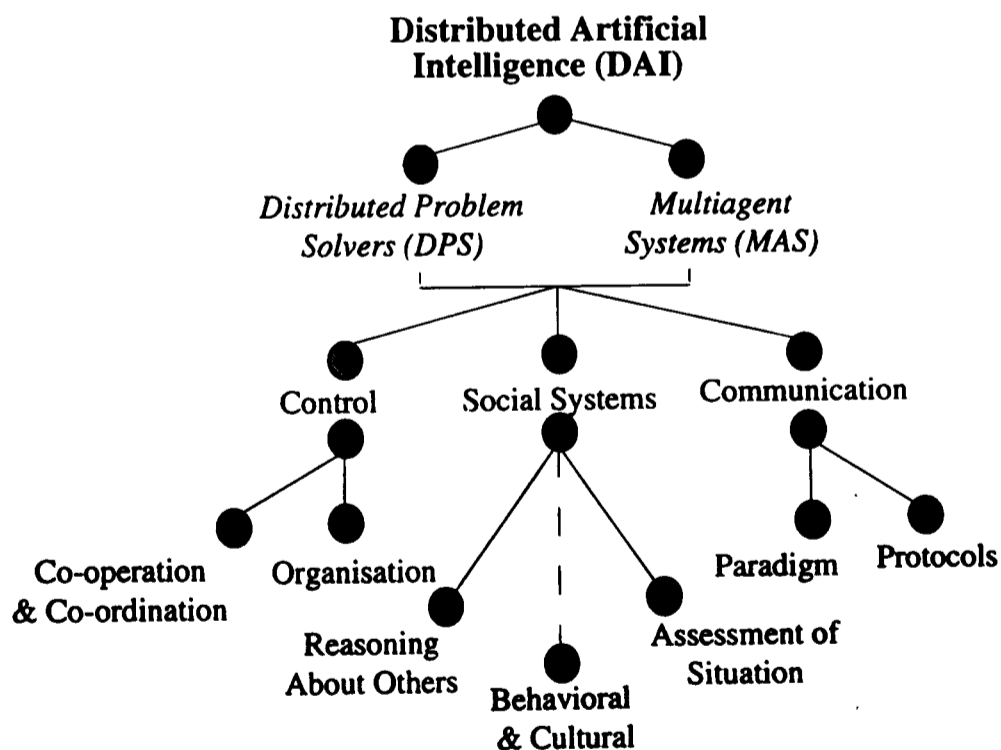 Distributed Artificial
Intelligence (DAI)
Distributed Problem
Solvers (DPS)
Multiagent
Systems (MAS)
Control
Social Systems
Communication
Co-operation
& Co-ordination
Organisation
Reasoning
About Others
Behavioral
& Cultural
Assessment of
Situation
Paradigm
Protocols